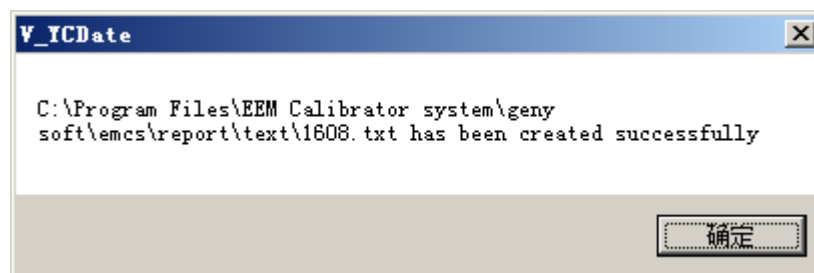 V_YCDate
C:\Program Files\EEM Calibrator system\geny
soft\emcs\report\text\1608.txt has been created successfully
确定